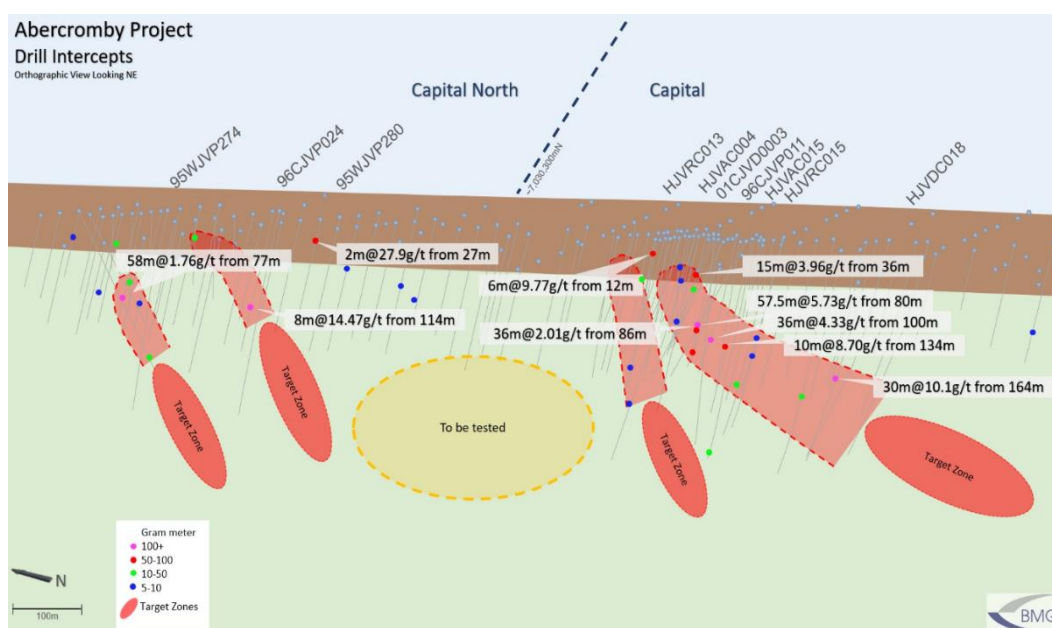 Abercromby Project
Drill Intercepts
Orthographic View Looking NE
Capital North
Capital
~7,030,300mN
95WJVP274
96CJVP024
95WJVP280
HJVRC013
HJVAC004
01CJVD0003
96CJVP011
HJVAC015
HJVRC015
HJVDC018
58m@1.76g/t from 77m
2m@27.9g/t from 27m
8m@14.47g/t from 114m
6m@9.77g/t from 12m
36m@2.01g/t from 86m
15m@3.96g/t from 36m
57.5m@5.73g/t from 80m
36m@4.33g/t from 100m
10m@8.70g/t from 134m
30m@10.1g/t from 164m
Target Zone
Target Zone
To be tested
Target Zone
Target Zone
Gram meter
100+
50-100
10-50
5-10
Target Zones
N
100m
BMG